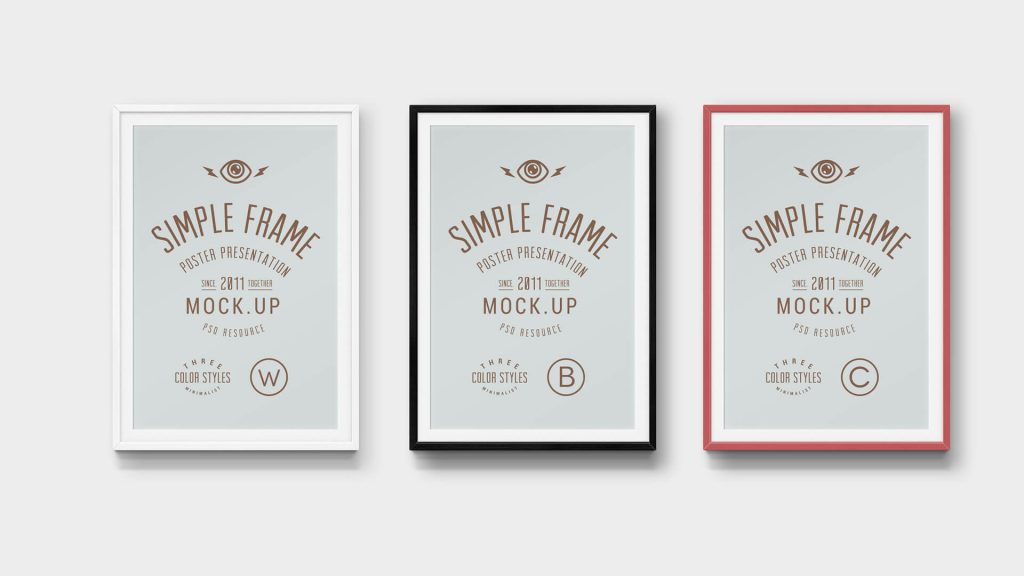 SIMPLE FRAME
POSTER PRESENTATION
SINCE 2011 TOGETHER
MOCK.UP
PSD RESOURCE
THREE
COLOR STYLES
MINIMALIST
W
SIMPLE FRAME
POSTER PRESENTATION
SINCE 2011 TOGETHER
MOCK.UP
PSD RESOURCE
THREE
COLOR STYLES
MINIMALIST
B
SIMPLE FRAME
POSTER PRESENTATION
SINCE 2011 TOGETHER
MOCK.UP
PSD RESOURCE
THREE
COLOR STYLES
MINIMALIST
C